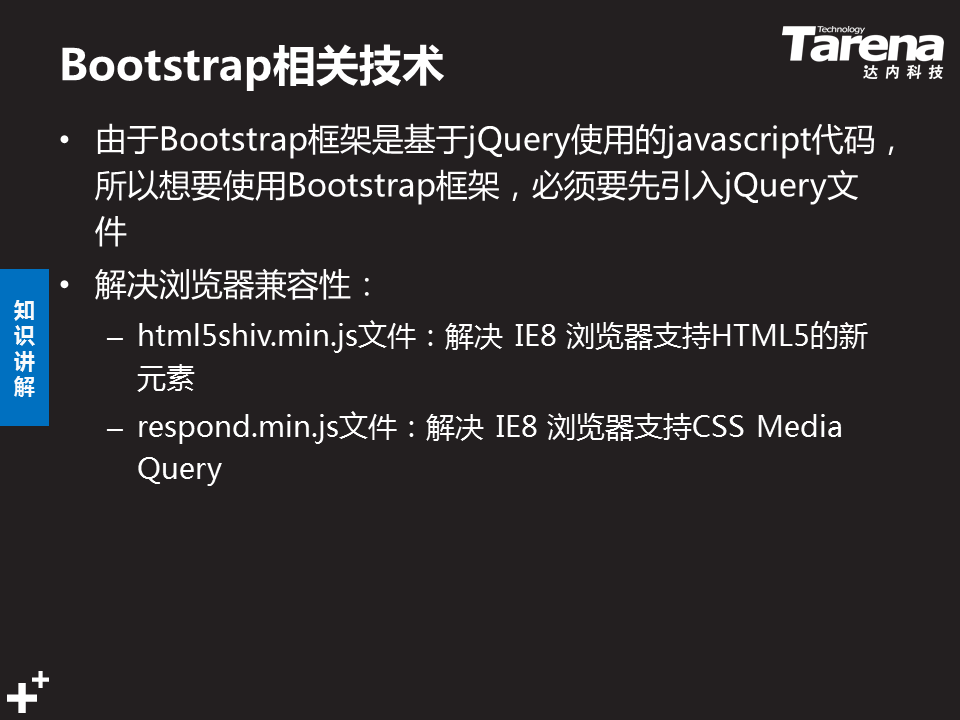 Bootstrap相关技术
Technology
Tarena
达内科技
• 由于Bootstrap框架是基于jQuery使用的javascript代码，
所以想要使用Bootstrap框架，必须要先引入jQuery文
件
• 解决浏览器兼容性：
– html5shiv.min.js文件：解决 IE8 浏览器支持HTML5的新
元素
– respond.min.js文件：解决 IE8 浏览器支持CSS Media
Query
知
识
讲
解